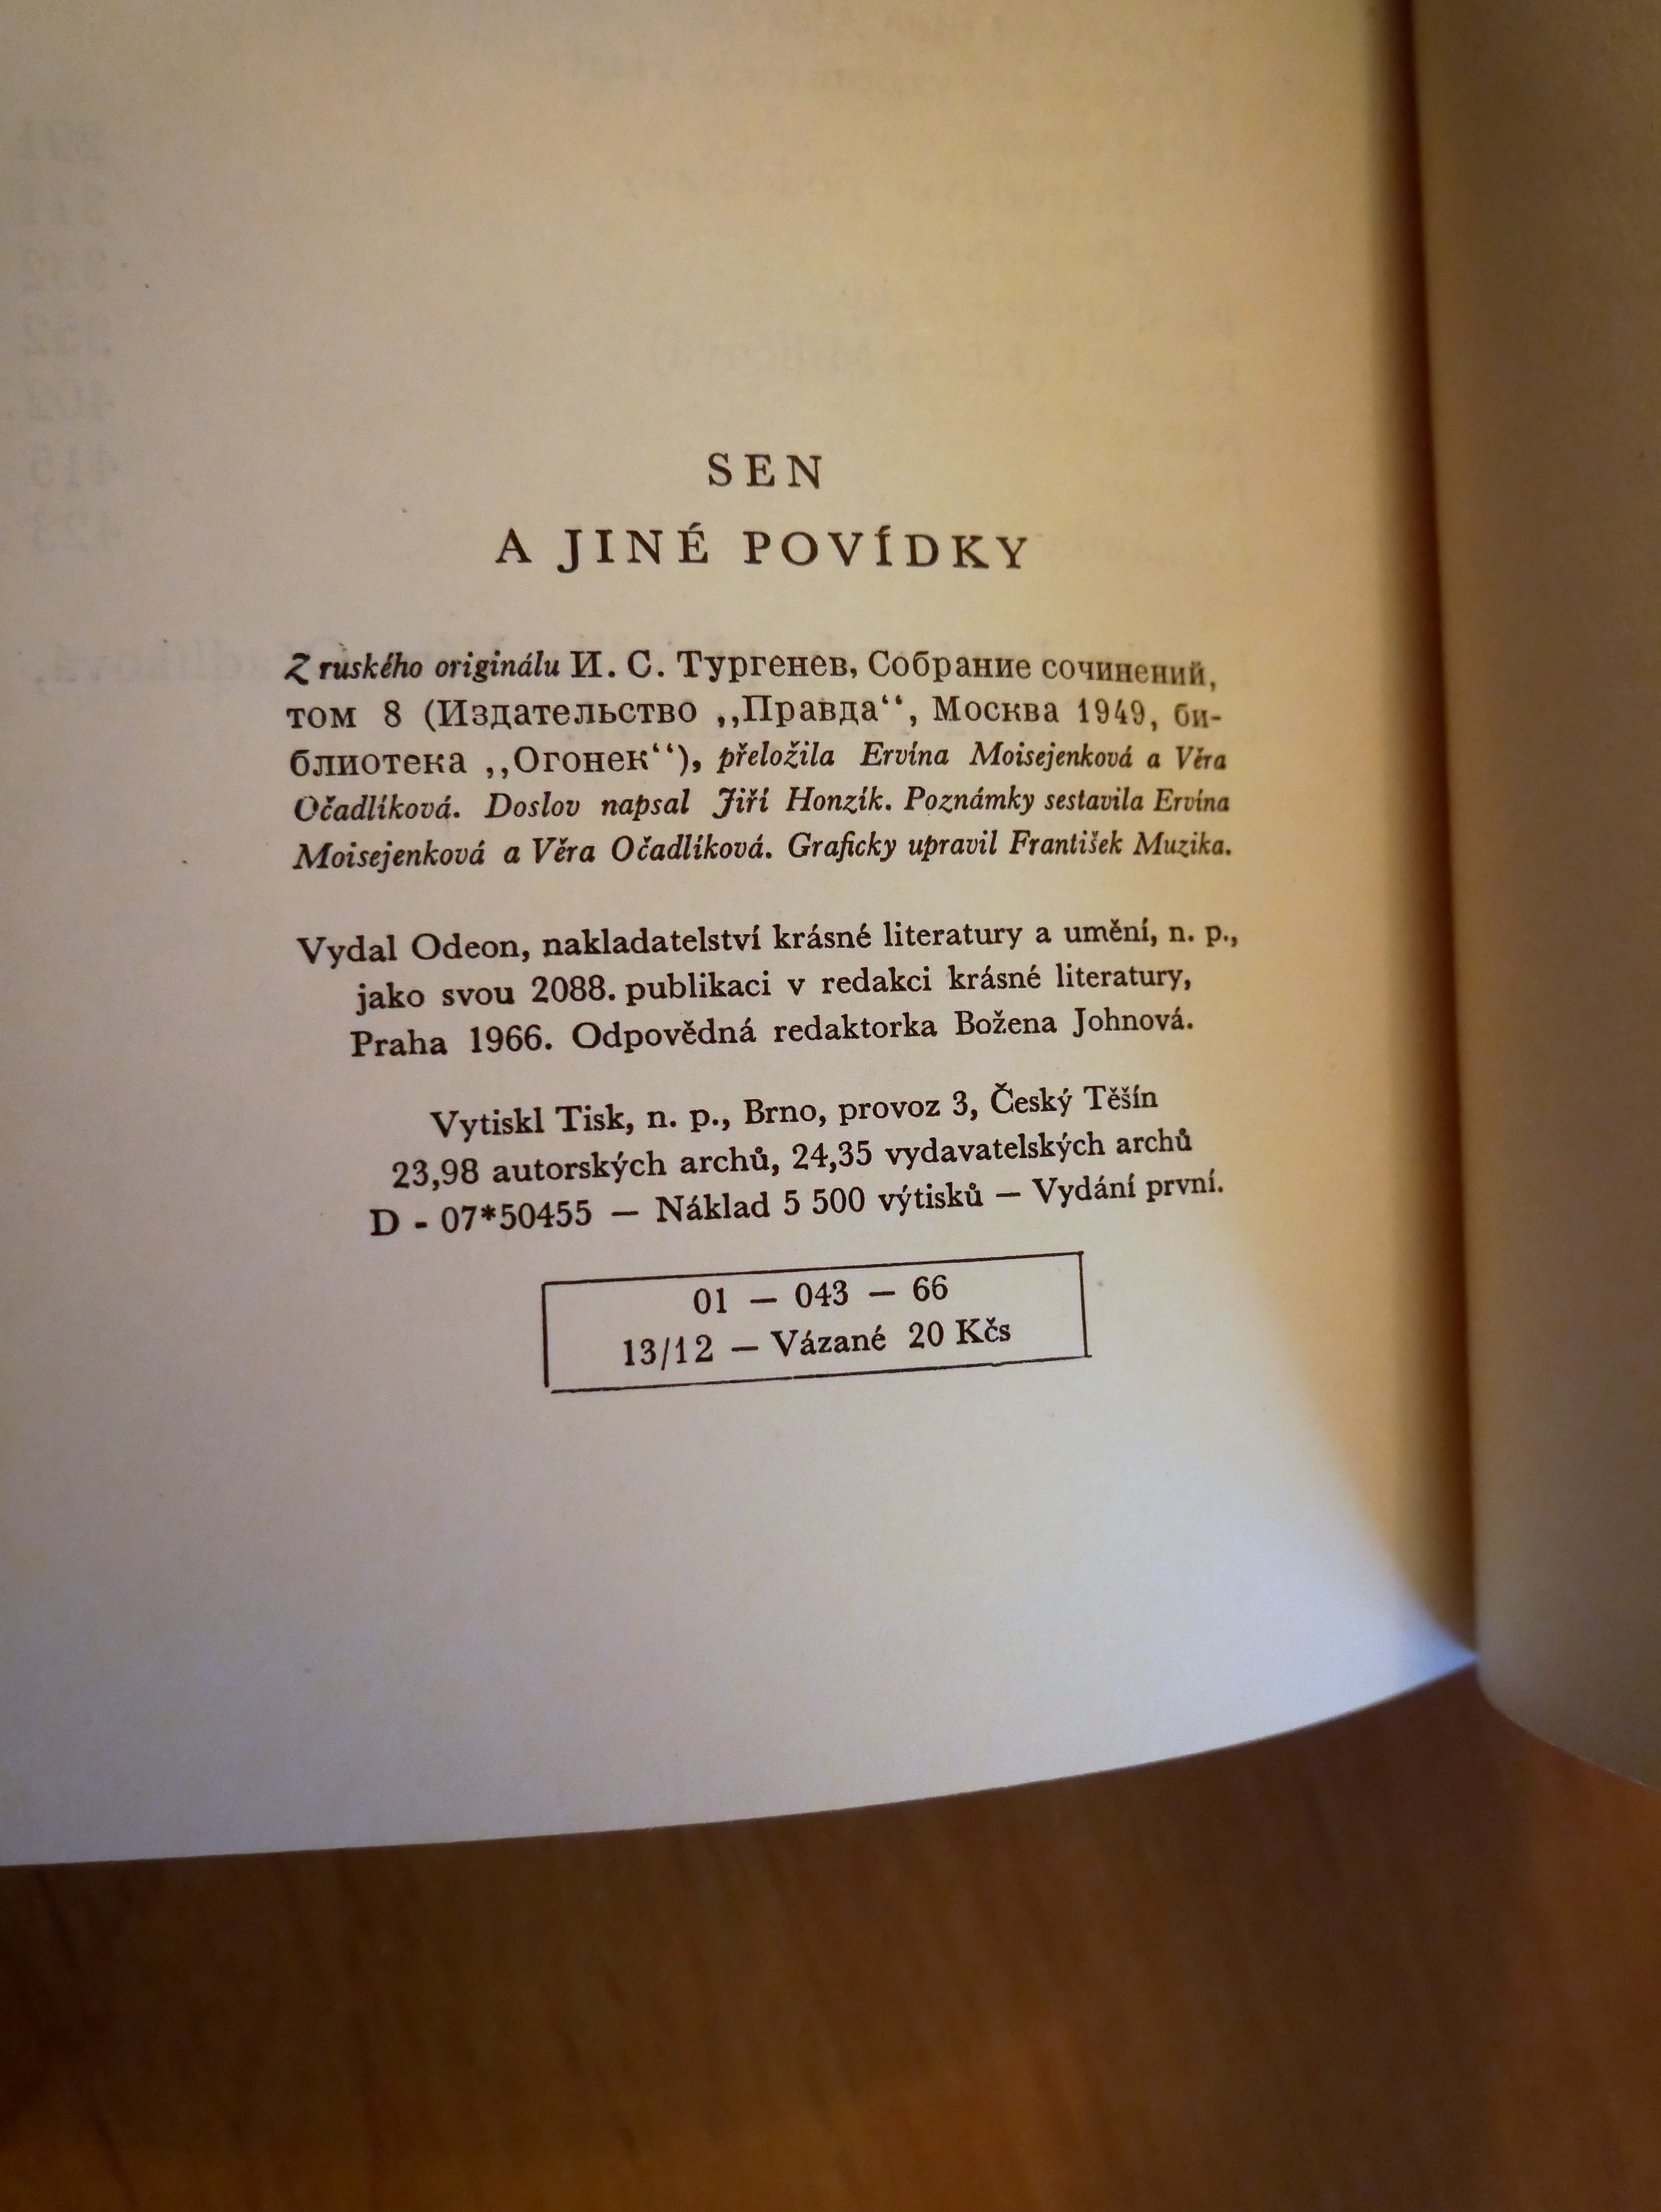 SEN
A JINÉ POVÍDKY
Z ruského originálu И. С. Тургенев, Собрание сочинений,
том 8 (Издательство ,,Правда‘‘, Москва 1949, би-
блиотека ,,Огонек‘‘), přeložila Ervína Moisejenková a Věra
Očadlíková. Doslov napsal Jiří Honzík. Poznámky sestavila Ervína
Moisejenková a Věra Očadlíková. Graficky upravil František Muzika.
Vydal Odeon, nakladatelství krásné literatury a umění, n. p.,
jako svou 2088. publikaci v redakci krásné literatury,
Praha 1966. Odpovědná redaktorka Božena Johnová.
Vytiskl Tisk, n. p., Brno, provoz 3, Český Těšín
23,98 autorských archů, 24,35 vydavatelských archů
D - 07*50455 — Náklad 5 500 výtisků — Vydání první.
01 — 043 — 66
13/12 — Vázané 20 Kčs